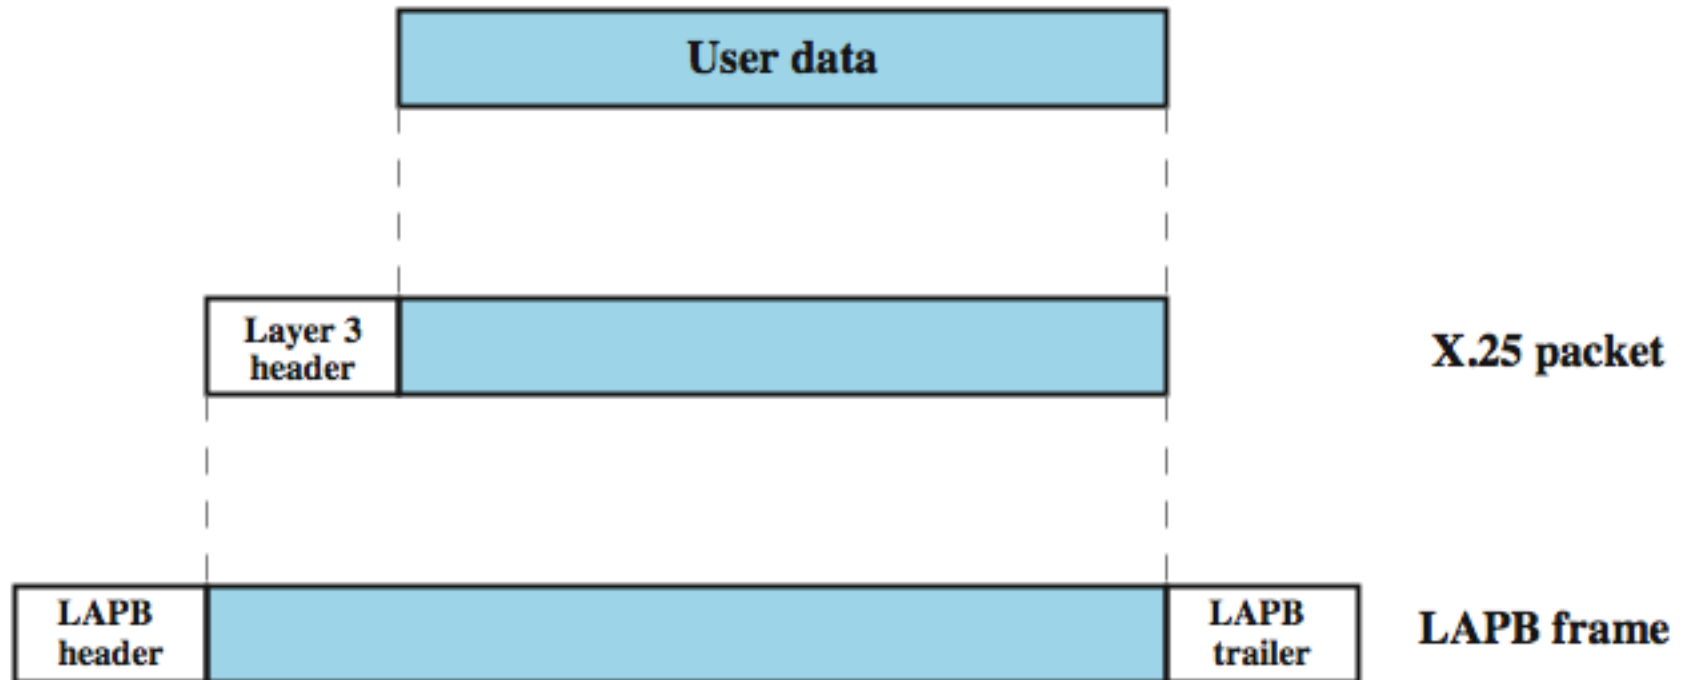 User data
Layer 3
header
X.25 packet
LAPB
header
LAPB
trailer
LAPB frame